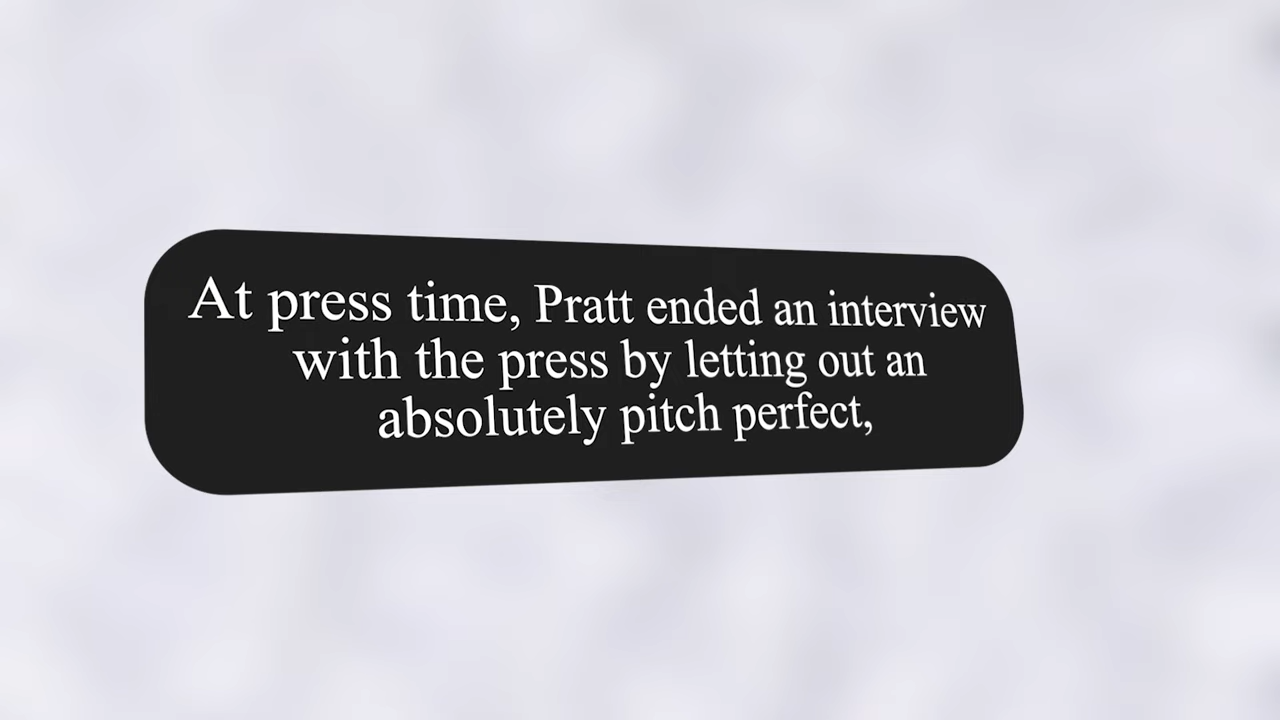 At press time, Pratt ended an interview
with the press by letting out an
absolutely pitch perfect,